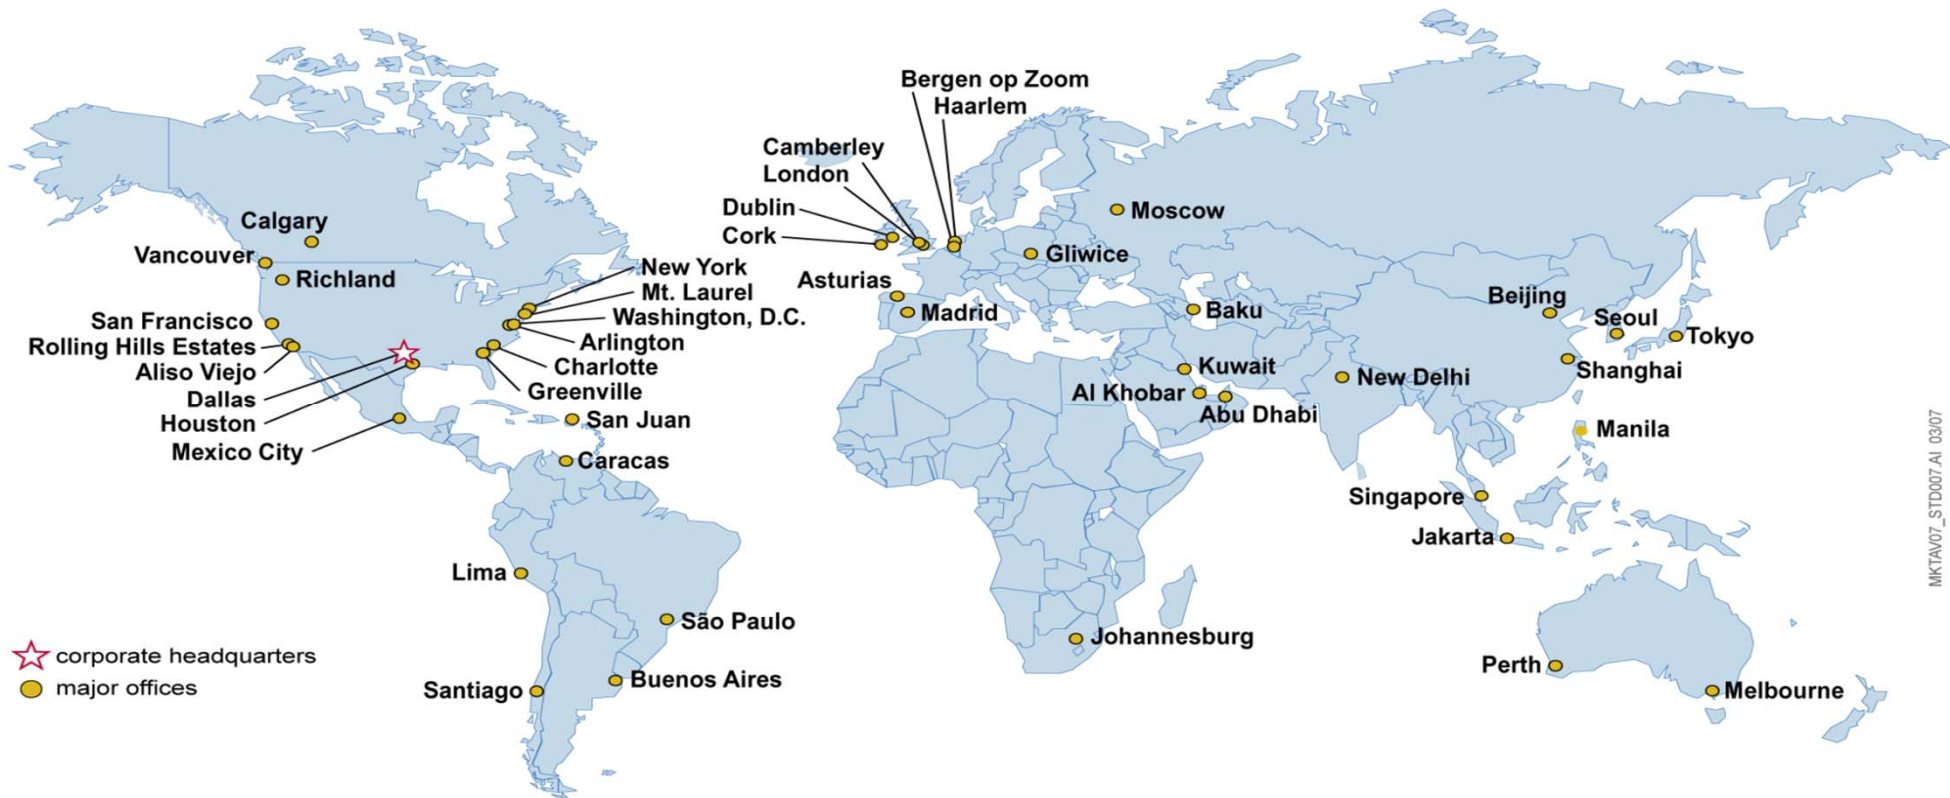 Bergen op Zoom
Haarlem
Camberley
London
Dublin
Cork
Moscow
Gliwice
Asturias
Madrid
Baku
Calgary
Vancouver
Richland
New York
Mt. Laurel
Washington, D.C.
Arlington
Charlotte
Greenville
San Francisco
Rolling Hills Estates
Aliso Viejo
Dallas
Houston
Mexico City
San Juan
Caracas
Beijing
Seoul
Tokyo
Shanghai
Kuwait
Al Khobar
Abu Dhabi
New Delhi
Manila
Singapore
Jakarta
Lima
São Paulo
Santiago
Buenos Aires
Johannesburg
Perth
Melbourne
corporate headquarters
major offices
MKTAV07_STD007.AI 03/07